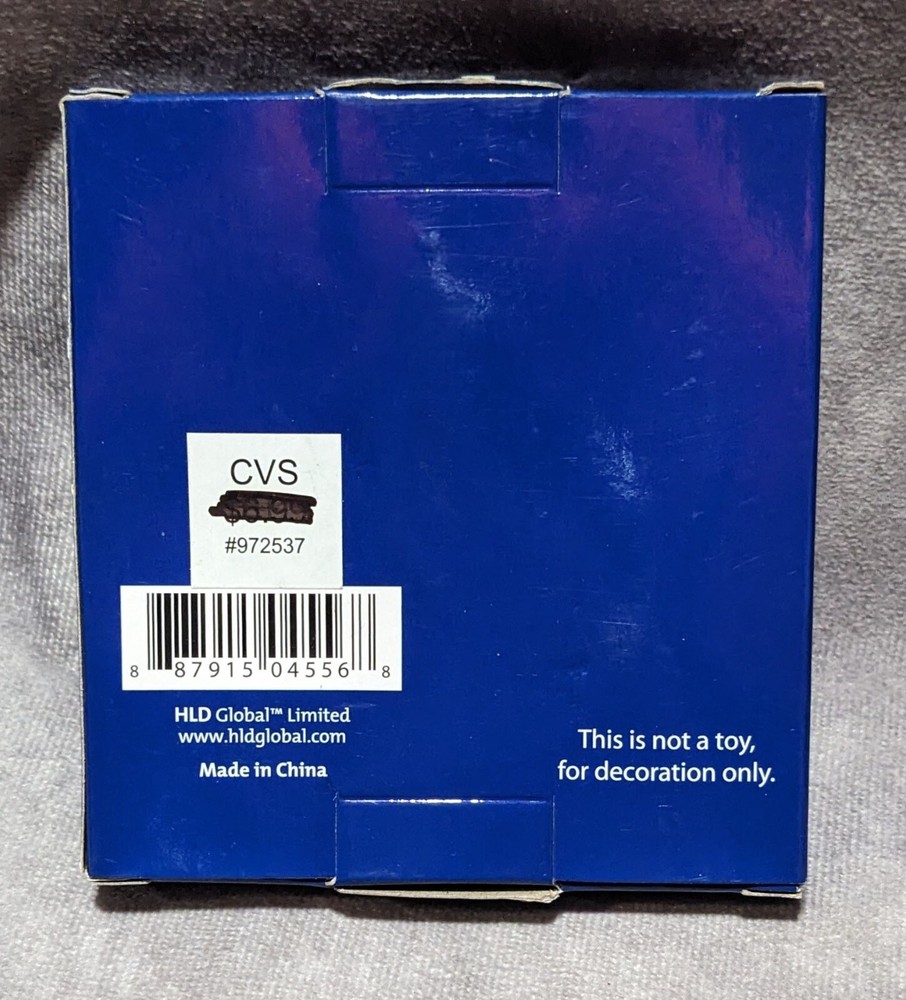 CVS
#972537
8 87915 04556 8
HLD Global™ Limited
www.hldglobal.com
Made in China
This is not a toy,
for decoration only.